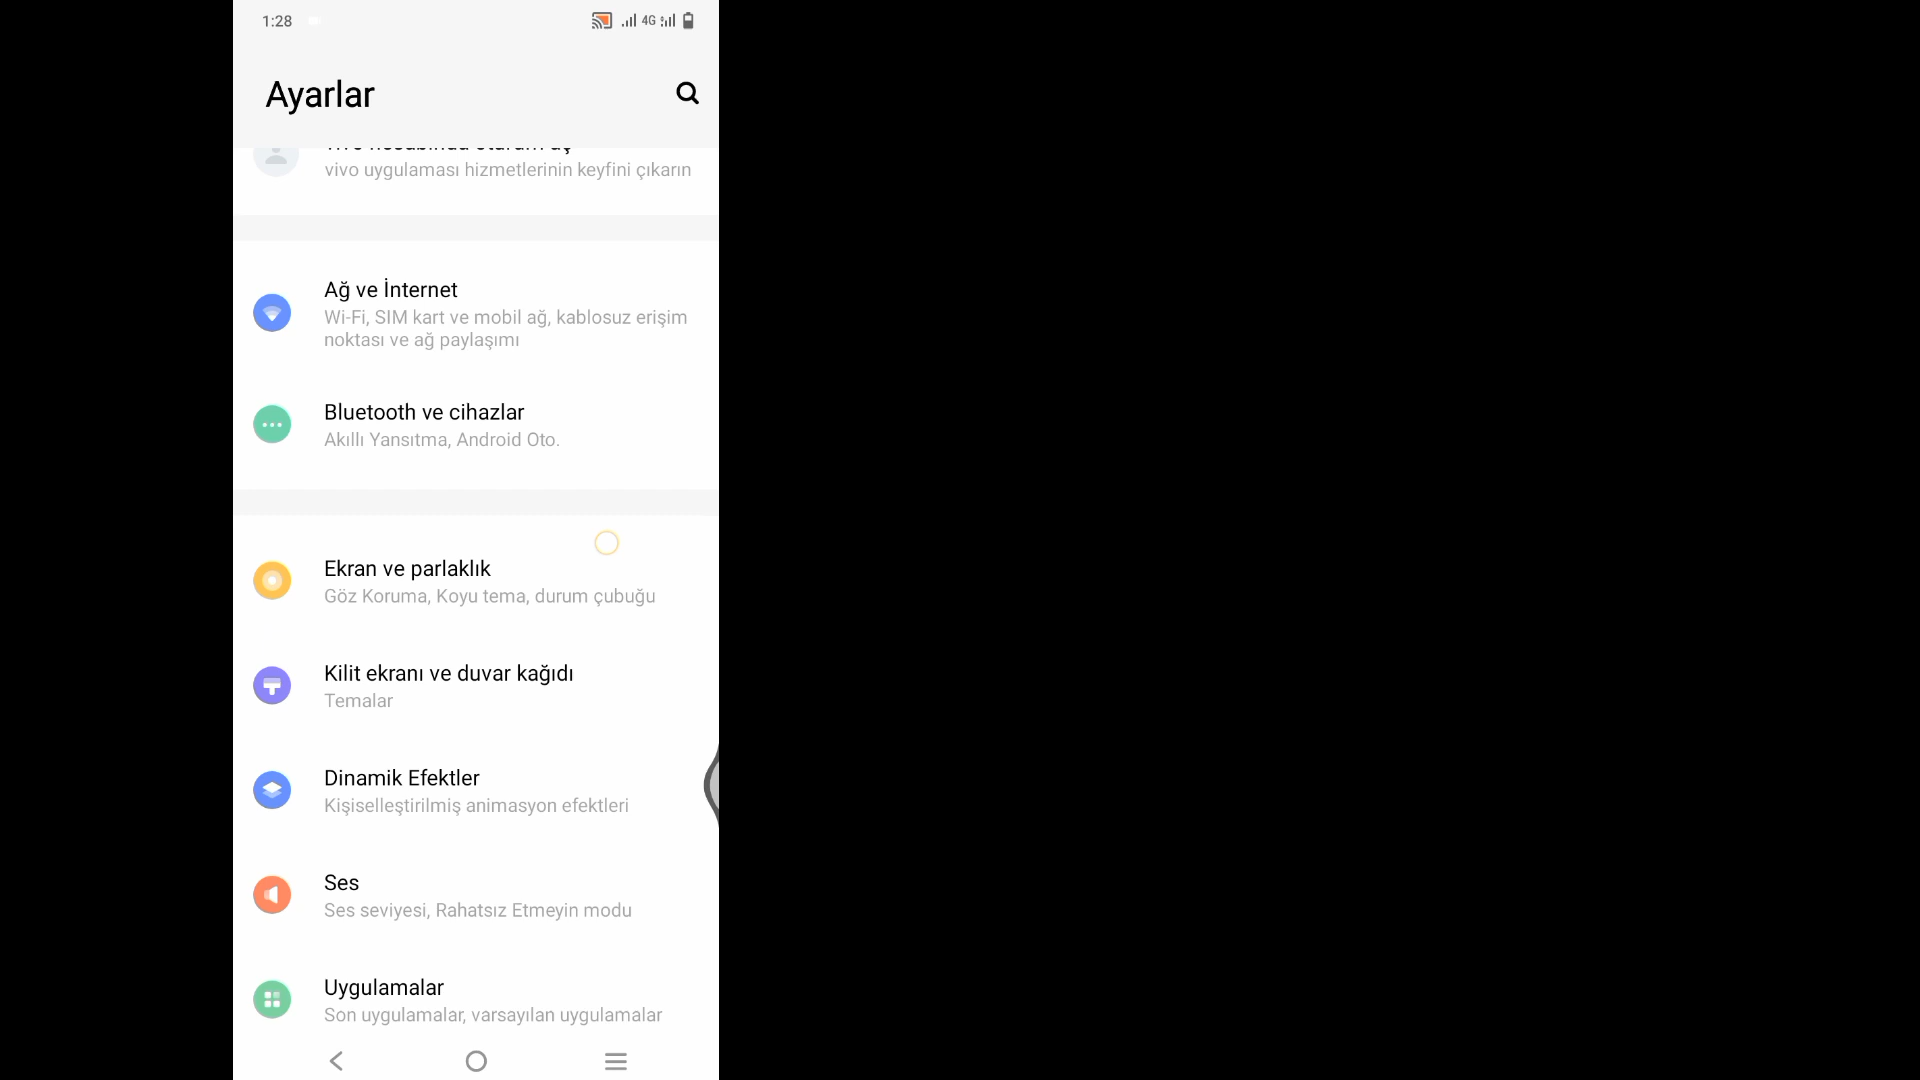 1:28
4G
Ayarlar
vivo hesabında oturum aç
vivo uygulaması hizmetlerinin keyfini çıkarın
Ağ ve İnternet
Wi-Fi, SIM kart ve mobil ağ, kablosuz erişim
noktası ve ağ paylaşımı
Bluetooth ve cihazlar
Akıllı Yansıtma, Android Oto.
Ekran ve parlaklık
Göz Koruma, Koyu tema, durum çubuğu
Kilit ekranı ve duvar kağıdı
Temalar
Dinamik Efektler
Kişiselleştirilmiş animasyon efektleri
Ses
Ses seviyesi, Rahatsız Etmeyin modu
Uygulamalar
Son uygulamalar, varsayılan uygulamalar